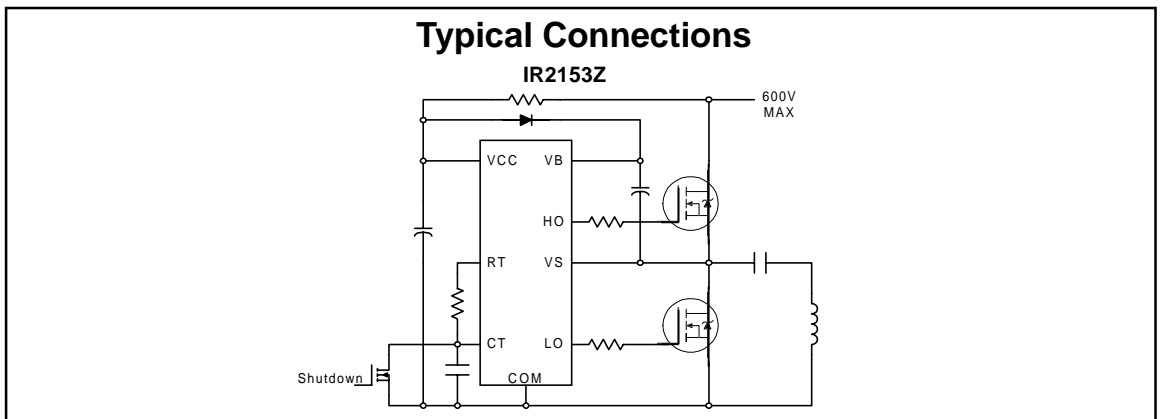 Typical Connections
IR2153Z
600V
MAX
VCC
VB
HO
RT
VS
CT
LO
Shutdown
COM